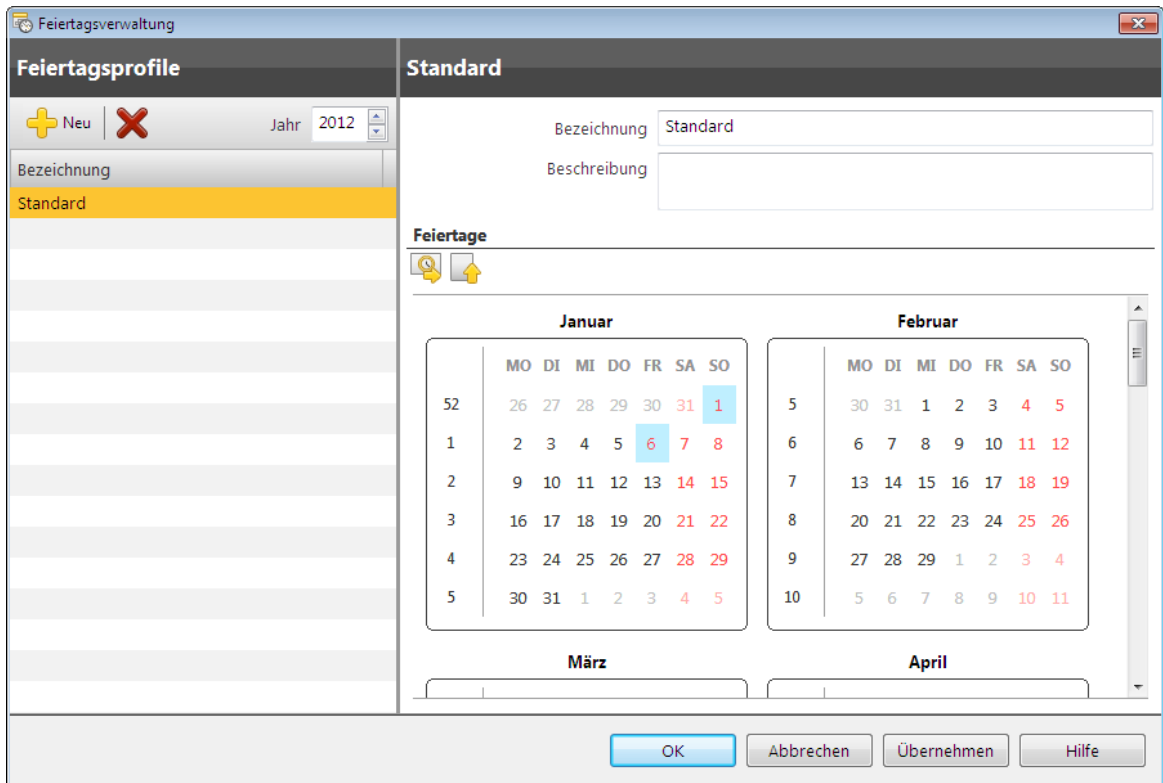 Feiertagsverwaltung
Feiertagsprofile
Neu
Jahr 2012
Bezeichnung
Standard
Standard
Bezeichnung Standard
Beschreibung
Feiertage
Januar
MO DI MI DO FR SA SO
52 26 27 28 29 30 31 1
1 2 3 4 5 6 7 8
2 9 10 11 12 13 14 15
3 16 17 18 19 20 21 22
4 23 24 25 26 27 28 29
5 30 31 1 2 3 4 5
Februar
MO DI MI DO FR SA SO
5 30 31 1 2 3 4 5
6 6 7 8 9 10 11 12
7 13 14 15 16 17 18 19
8 20 21 22 23 24 25 26
9 27 28 29 1 2 3 4
10 5 6 7 8 9 10 11
März
April
OK
Abbrechen
Übernehmen
Hilfe